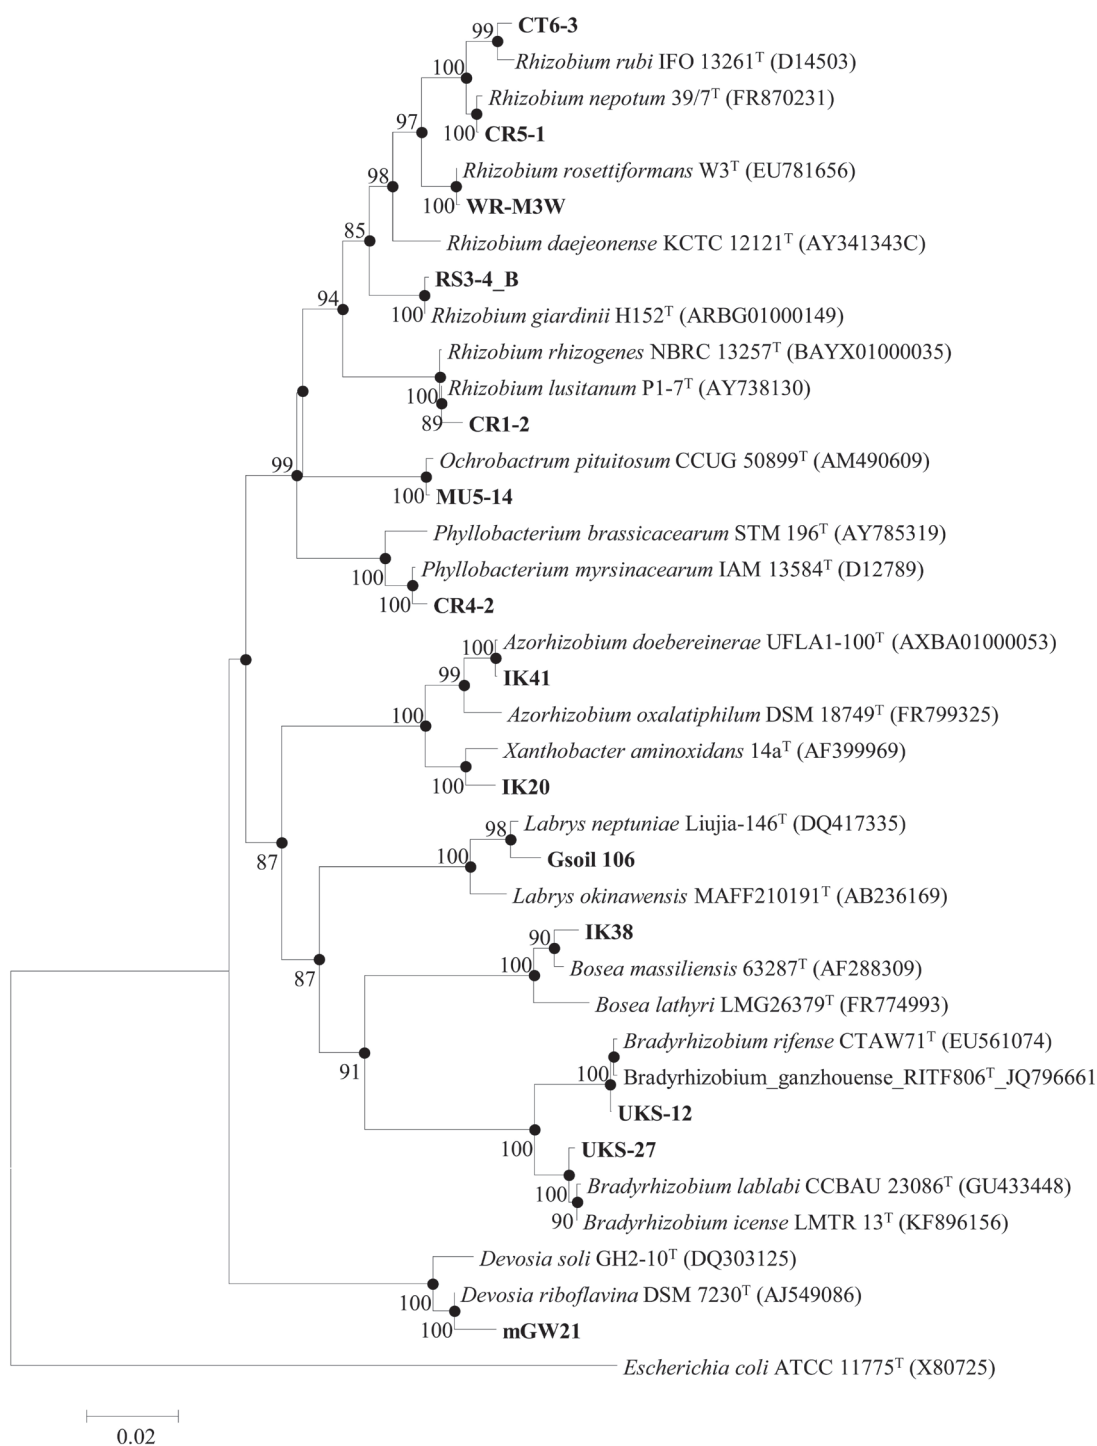 CT6-3
99
Rhizobium rubi IFO 13261ᵀ (D14503)
100
Rhizobium nepotum 39/7ᵀ (FR870231)
97
100 CR5-1
Rhizobium rosettiformans W3ᵀ (EU781656)
98
100 WR-M3W
85
Rhizobium daejeonense KCTC 12121ᵀ (AY341343C)
RS3-4_B
94
100 Rhizobium giardinii H152ᵀ (ARBG01000149)
Rhizobium rhizogenes NBRC 13257ᵀ (BAYX01000035)
Rhizobium lusitanum P1-7ᵀ (AY738130)
100
89 CR1-2
Ochrobactrum pituitosum CCUG 50899ᵀ (AM490609)
99
100 MU5-14
Phyllobacterium brassicacearum STM 196ᵀ (AY785319)
Phyllobacterium myrsinacearum IAM 13584ᵀ (D12789)
100
100 CR4-2
Azorhizobium doebereinerae UFLA1-100ᵀ (AXBA01000053)
100
99 IK41
Azorhizobium oxalatiphilum DSM 18749ᵀ (FR799325)
100
Xanthobacter aminoxidans 14aᵀ (AF399969)
100 IK20
Labrys neptuniae Liujia-146ᵀ (DQ417335)
98
87
100 Gsoil 106
Labrys okinawensis MAFF210191ᵀ (AB236169)
IK38
90
100 Bosea massiliensis 63287ᵀ (AF288309)
87
Bosea lathyri LMG26379ᵀ (FR774993)
Bradyrhizobium rifense CTAW71ᵀ (EU561074)
91
100 Bradyrhizobium_ganzhouense_RITF806ᵀ_JQ796661
UKS-12
100 UKS-27
Bradyrhizobium lablabi CCBAU 23086ᵀ (GU433448)
100
90 Bradyrhizobium icense LMTR 13ᵀ (KF896156)
Devosia soli GH2-10ᵀ (DQ303125)
Devosia riboflavina DSM 7230ᵀ (AJ549086)
100
100 mGW21
Escherichia coli ATCC 11775ᵀ (X80725)
0.02